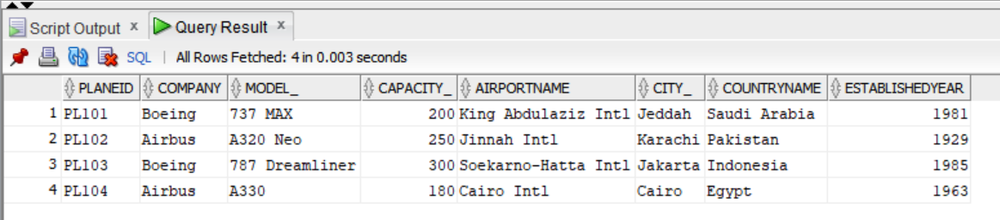 Script Output x Query Result x
SQL | All Rows Fetched: 4 in 0.003 seconds
PLANEID COMPANY MODEL_ CAPACITY_ AIRPORTNAME CITY_ COUNTRYNAME ESTABLISHEDYEAR
1 PL101 Boeing 737 MAX 200 King Abdulaziz Intl Jeddah Saudi Arabia 1981
2 PL102 Airbus A320 Neo 250 Jinnah Intl Karachi Pakistan 1929
3 PL103 Boeing 787 Dreamliner 300 Soekarno-Hatta Intl Jakarta Indonesia 1985
4 PL104 Airbus A330 180 Cairo Intl Cairo Egypt 1963